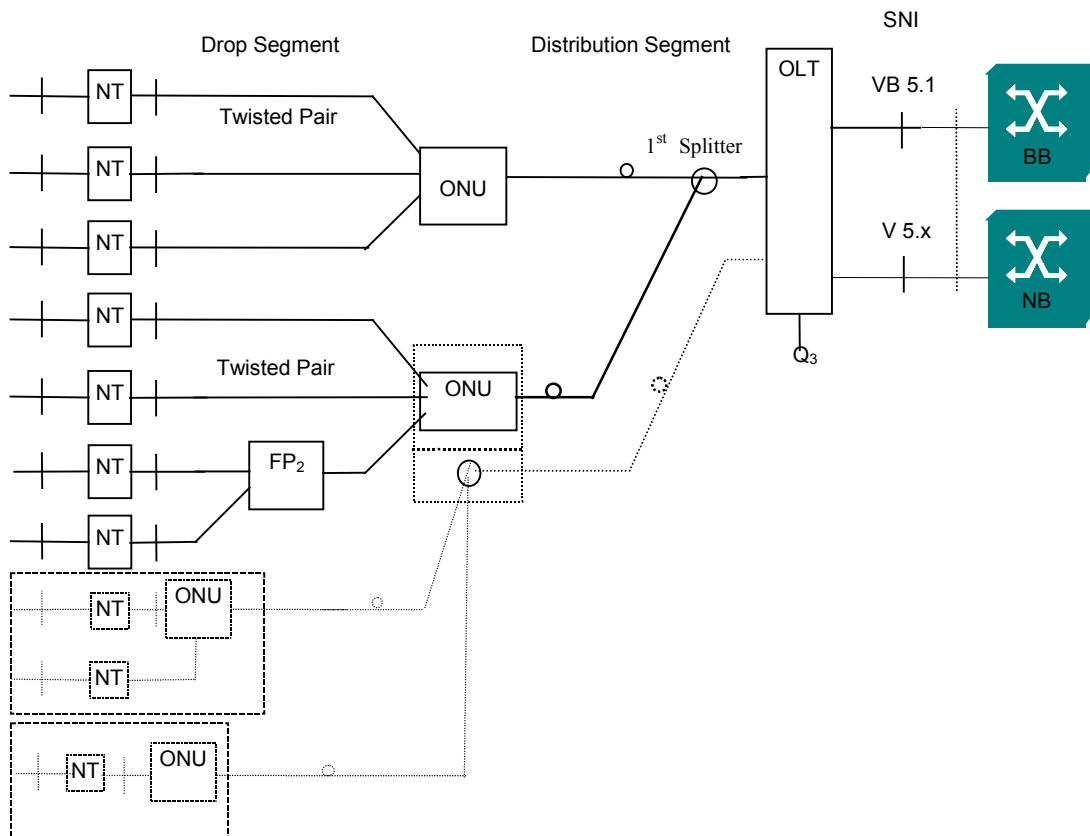 SNI
Drop Segment
Distribution Segment
OLT
NT
VB 5.1
Twisted Pair
1st Splitter
BB
NT
ONU
NT
V 5.x
NT
NB
Q3
Twisted Pair
NT
ONU
NT
FP2
NT
NT
ONU
NT
NT
ONU